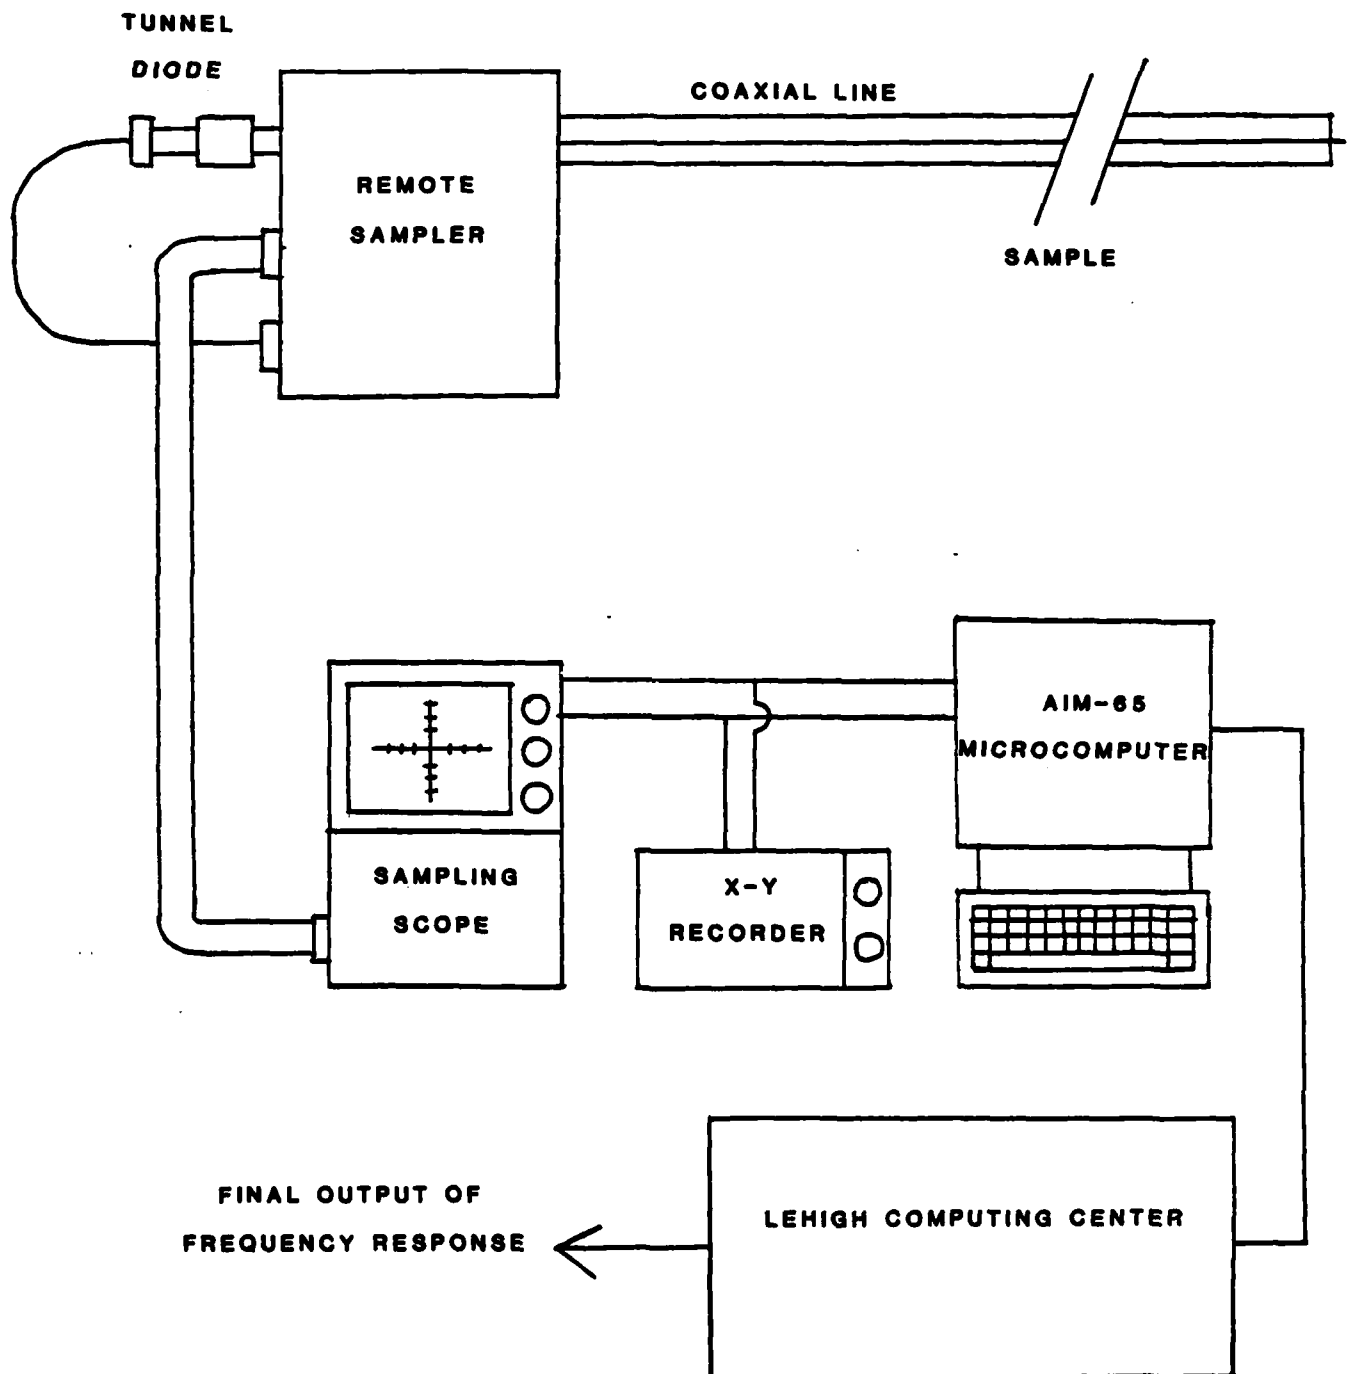 TUNNEL
DIODE
COAXIAL LINE
REMOTE
SAMPLER
SAMPLE
AIM-65
MICROCOMPUTER
SAMPLING
SCOPE
X-Y
RECORDER
FINAL OUTPUT OF
FREQUENCY RESPONSE
LEHIGH COMPUTING CENTER